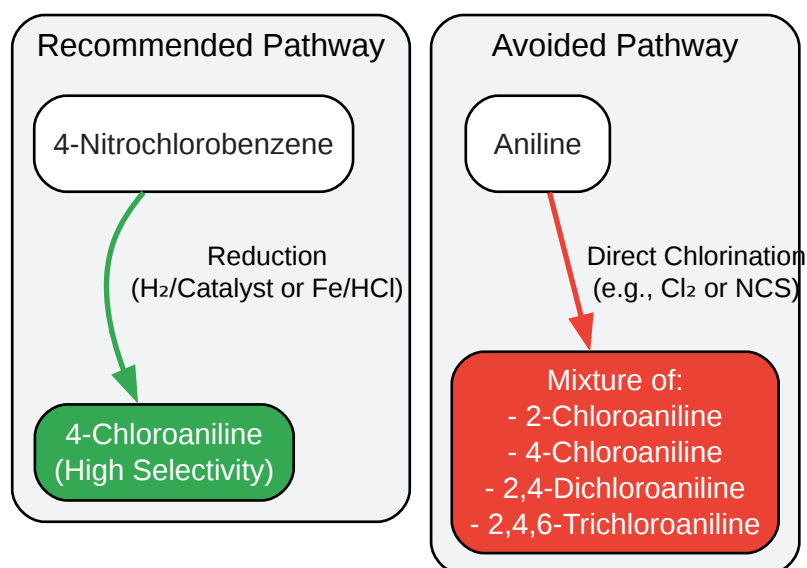 Recommended Pathway
4-Nitrochlorobenzene
Reduction
(H₂/Catalyst or Fe/HCl)
4-Chloroaniline
(High Selectivity)
Avoided Pathway
Aniline
Direct Chlorination
(e.g., Cl₂ or NCS)
Mixture of:
- 2-Chloroaniline
- 4-Chloroaniline
- 2,4-Dichloroaniline
- 2,4,6-Trichloroaniline